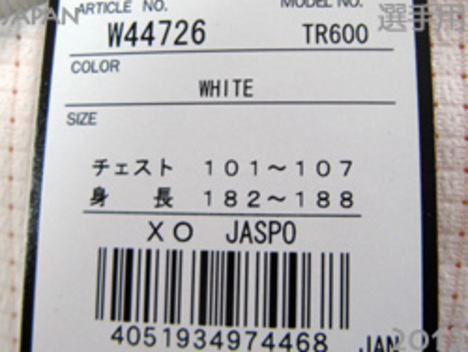 JAPAN 選手用
ARTICLE NO. MODEL NO.
W44726 TR600
COLOR
WHITE
SIZE
チェスト 101～107
身長 182～188
XO JASPO
4051934974468 JAN